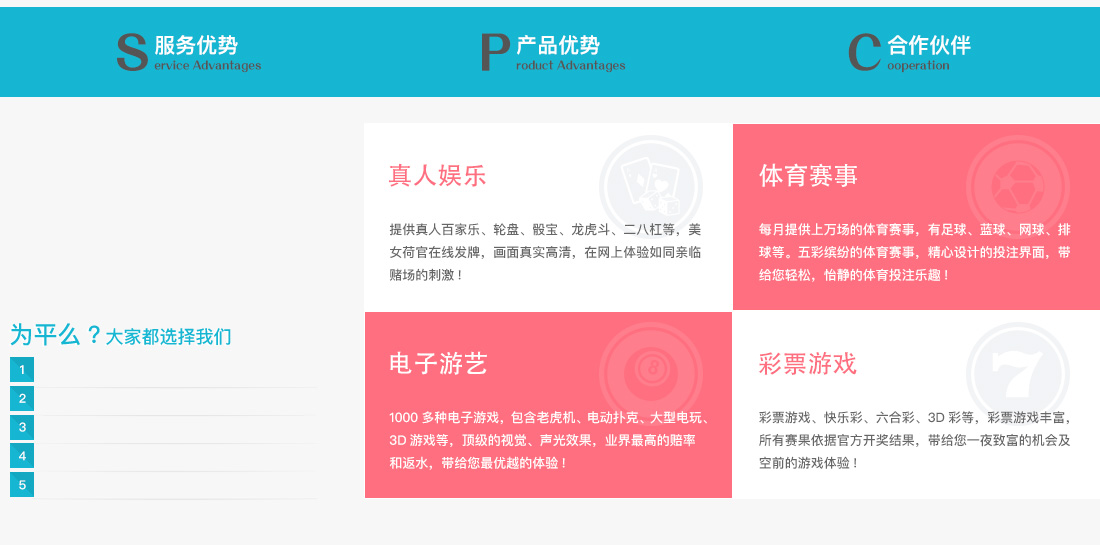 服务优势
Service Advantages
产品优势
Product Advantages
合作伙伴
Cooperation
真人娱乐
提供真人百家乐、轮盘、骰宝、龙虎斗、二八杠等，美
女荷官在线发牌，画面真实高清，在网上体验如同亲临
赌场的刺激！
体育赛事
每月提供上万场的体育赛事，有足球、蓝球、网球、排
球等。五彩缤纷的体育赛事，精心设计的投注界面，带
给您轻松，怡静的体育投注乐趣！
为平么？大家都选择我们
1
2
3
4
5
电子游艺
1000 多种电子游戏，包含老虎机、电动扑克、大型电玩、
3D 游戏等，顶级的视觉、声光效果，业界最高的赔率
和返水，带给您最优越的体验！
8
彩票游戏
7
彩票游戏、快乐彩、六合彩、3D 彩等，彩票游戏丰富，
所有赛果依据官方开奖结果，带给您一夜致富的机会及
空前的游戏体验！